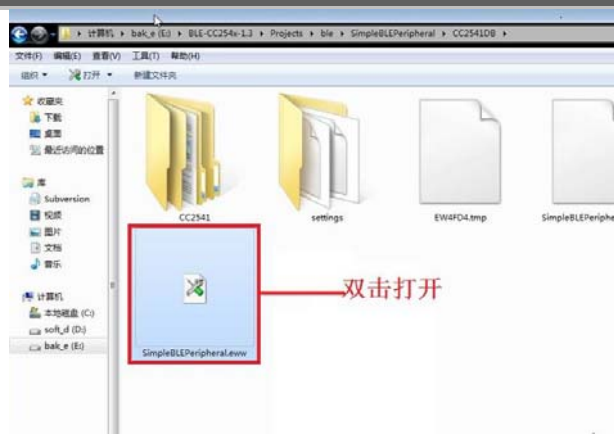 计算机 ▸ bak_e (E:) ▸ BLE-CC254x-1.3 ▸ Projects ▸ ble ▸ SimpleBLEPeripheral ▸ CC2541DB ▸
文件(F) 编辑(E) 查看(V) 工具(T) 帮助(H)
组织 打开 新建文件夹
收藏夹
下载
桌面
最近访问的位置
库
Subversion
视频
图片
文档
音乐
计算机
本地磁盘 (C:)
soft_d (D:)
bak_e (E:)
CC2541
settings
EW4FD4.tmp
SimpleBLEPeriphe
SimpleBLEPeripheral.eww
双击打开